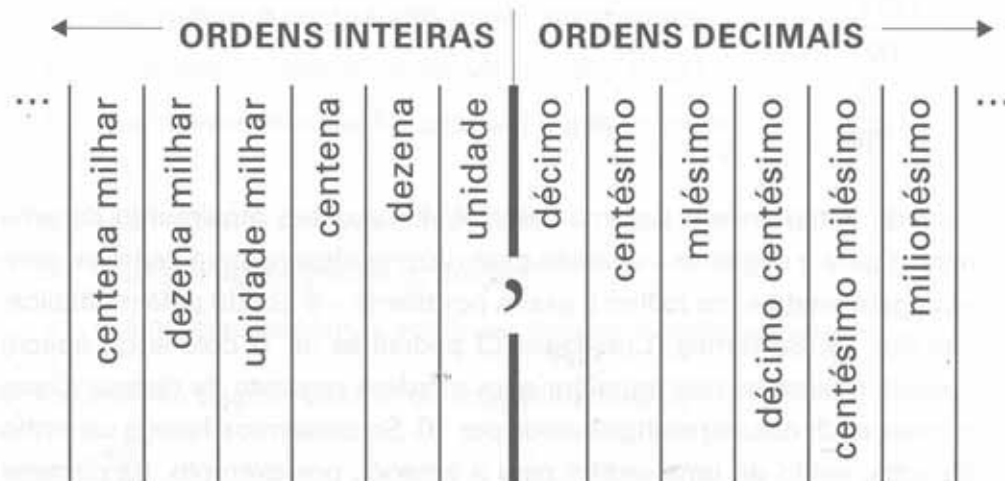 ORDENS INTEIRAS ORDENS DECIMAIS
...
centena milhar
dezena milhar
unidade milhar
centena
dezena
unidade
,
décimo
centésimo
milésimo
décino centésimo
centésimo milésimo
milionésimo
...